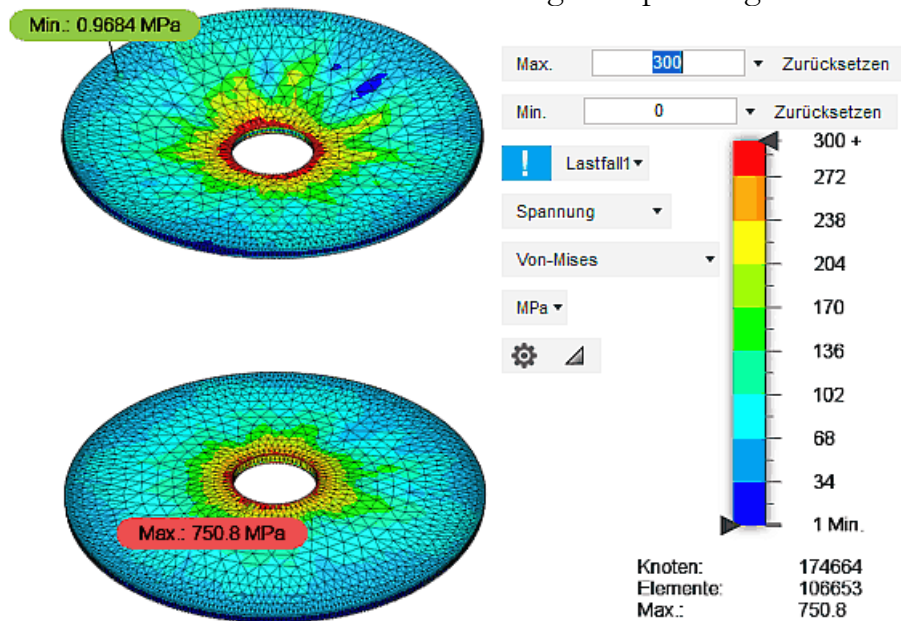 Min.: 0.9684 MPa
Max. 300 Zurücksetzen
Min. 0 Zurücksetzen
! Lastfall1
300 +
272
Spannung
238
Von-Mises
204
MPa
170
136
102
68
34
1 Min.
Max.: 750.8 MPa
Knoten: 174664
Elemente: 106653
Max.: 750.8